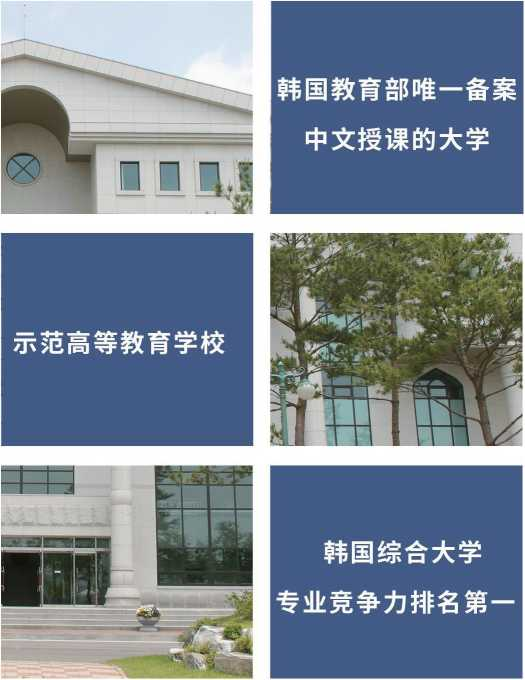 韩国教育部唯一备案
中文授课的大学
示范高等教育学校
韩国综合大学
专业竞争力排名第一